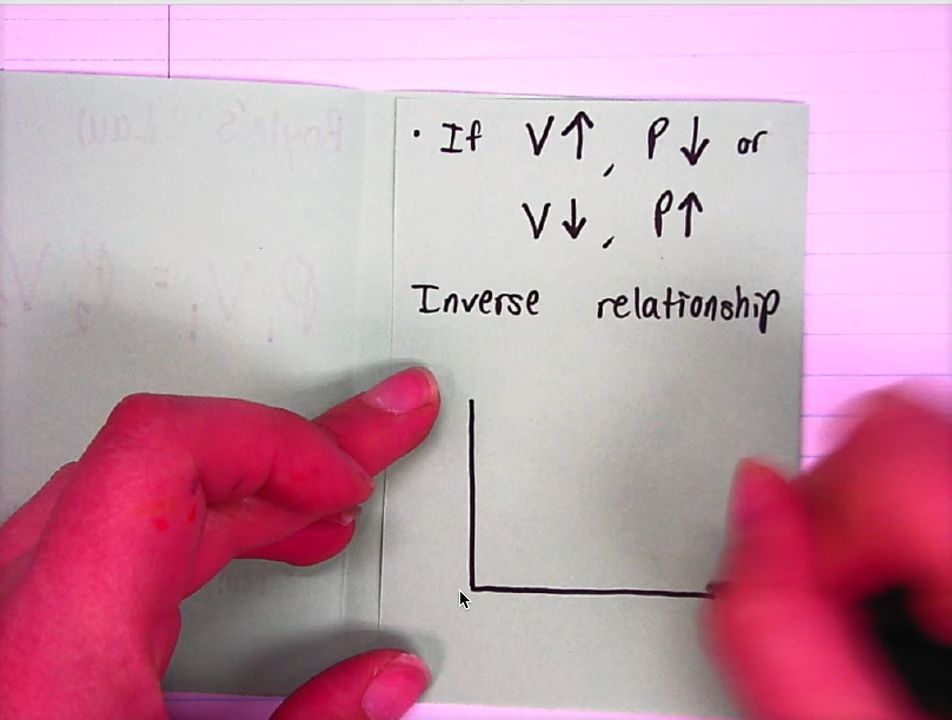 · If V↑, P↓ or
V↓, P↑
Inverse relationship